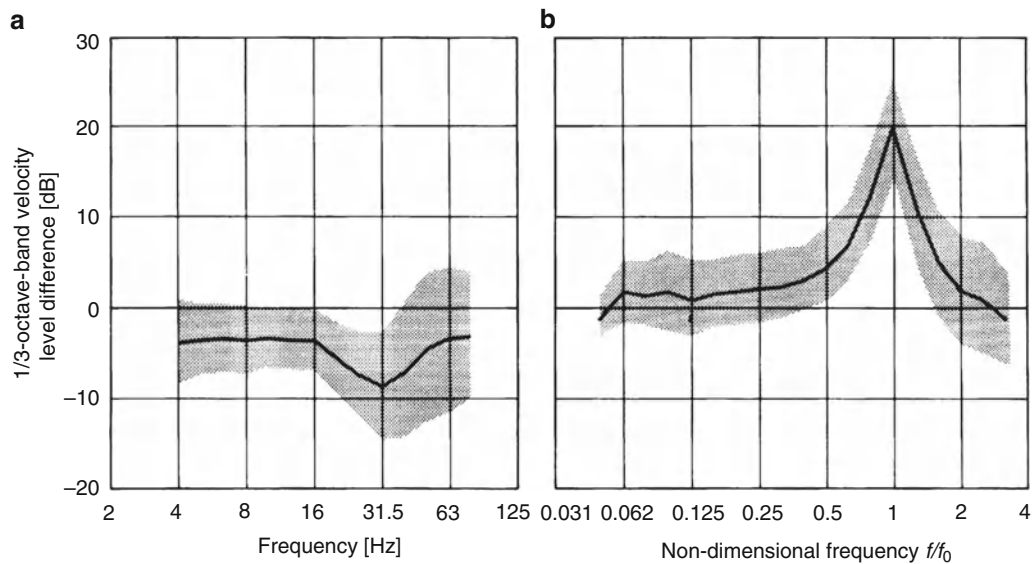 a
b
30
20
10
0
–10
–20
1/3-octave-band velocity
level difference [dB]
2 4 8 16 31.5 63 125
0.031 0.062 0.125 0.25 0.5 1 2 4
Frequency [Hz]
Non-dimensional frequency f/f0